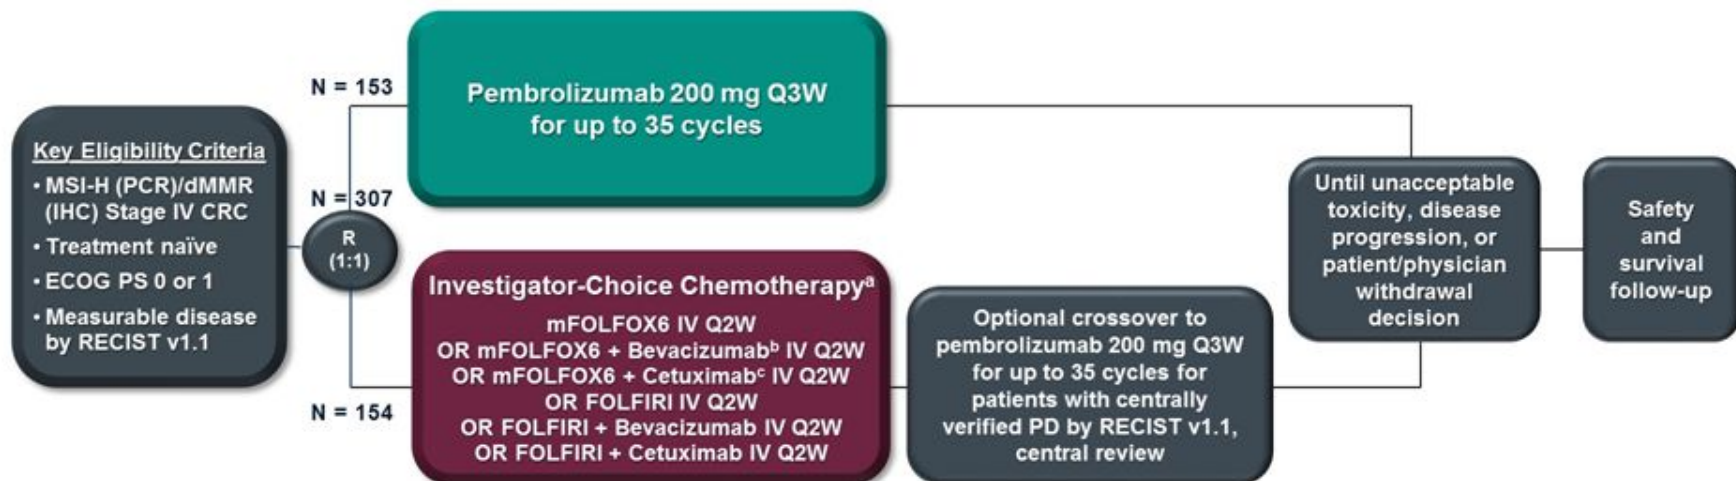 Key Eligibility Criteria
• MSI-H (PCR)/dMMR
(IHC) Stage IV CRC
• Treatment naïve
• ECOG PS 0 or 1
• Measurable disease
by RECIST v1.1
N = 307
R
(1:1)
N = 153
Pembrolizumab 200 mg Q3W
for up to 35 cycles
N = 154
Investigator-Choice Chemotherapyᵃ
mFOLFOX6 IV Q2W
OR mFOLFOX6 + Bevacizumabᵇ IV Q2W
OR mFOLFOX6 + Cetuximabᶜ IV Q2W
OR FOLFIRI IV Q2W
OR FOLFIRI + Bevacizumab IV Q2W
OR FOLFIRI + Cetuximab IV Q2W
Optional crossover to
pembrolizumab 200 mg Q3W
for up to 35 cycles for
patients with centrally
verified PD by RECIST v1.1,
central review
Until unacceptable
toxicity, disease
progression, or
patient/physician
withdrawal
decision
Safety
and
survival
follow-up